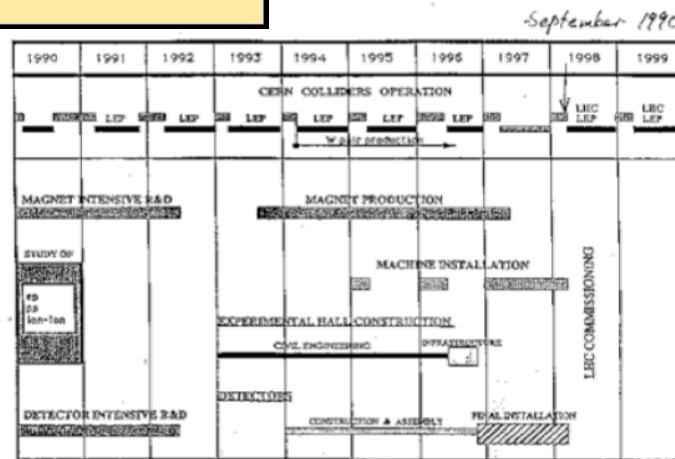 September 1990
1990 1991 1992 1993 1994 1995 1996 1997 1998 1999
CERN COLLIDERS OPERATION
LEP LEP LEP LEP LEP LEP LHC LEP LHC LEP
W pair production
MAGNET INTENSIVE R&D MAGNET PRODUCTION
STUDY OF
ep
pp
ion-ion
MACHINE INSTALLATION
LHC COMMISSIONING
EXPERIMENTAL HALL CONSTRUCTION
CIVIL ENGINEERING INFRASTRUCTURE
DETECTORS
DETECTOR INTENSIVE R&D CONSTRUCTION & ASSEMBLY FINAL INSTALLATION